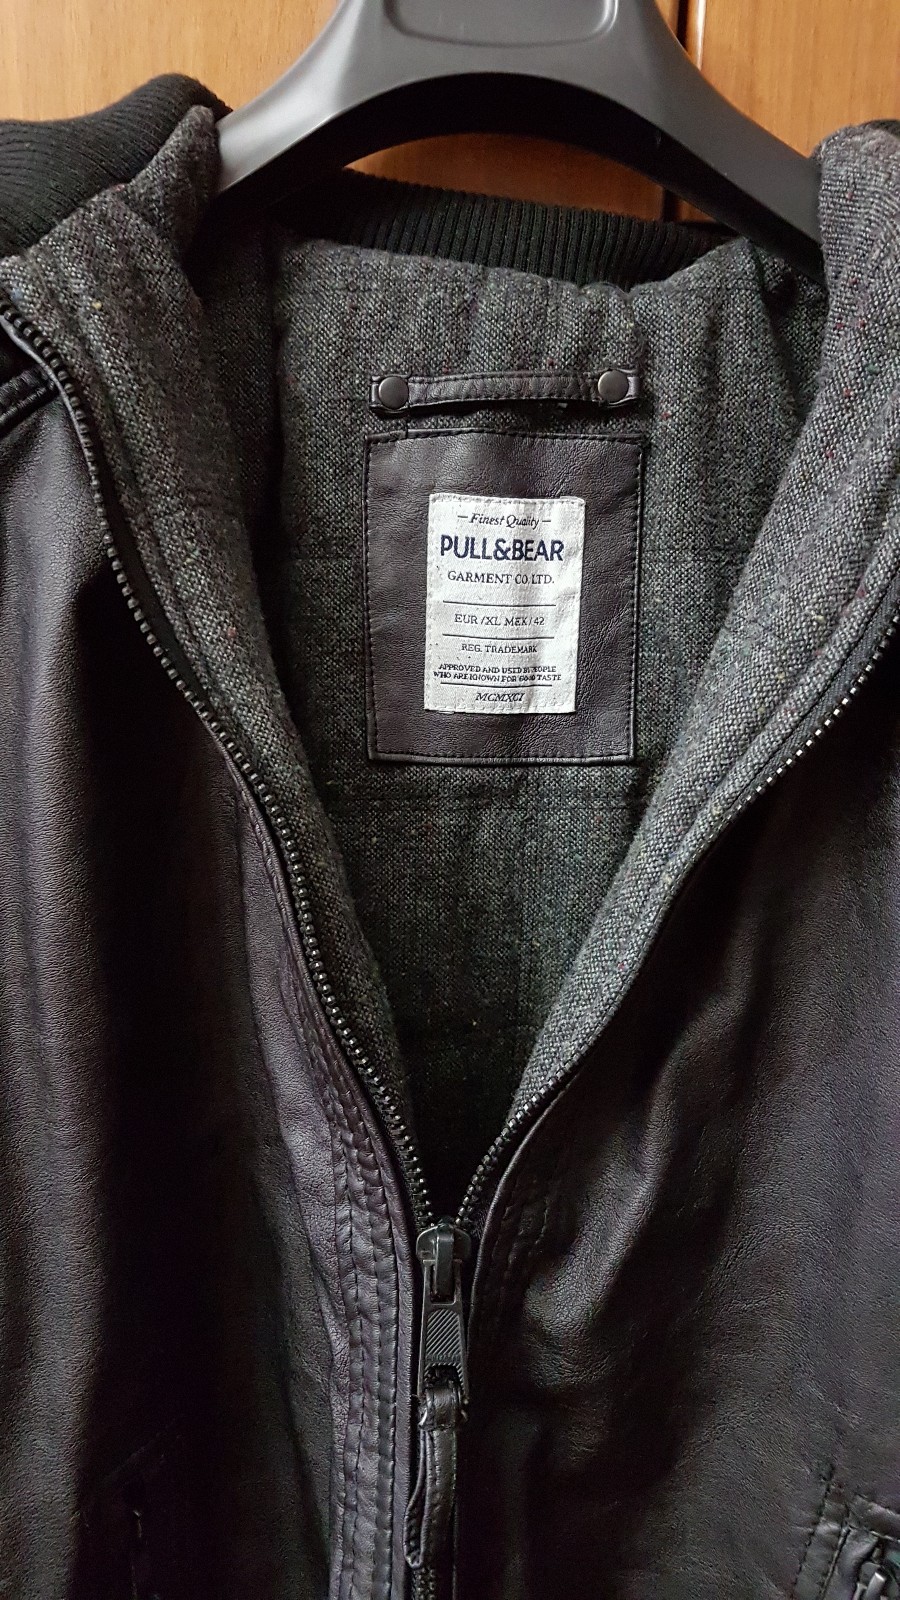 — Finest Quality —
PULL&BEAR
GARMENT CO. LTD.
EUR/XL MEX/42
REG. TRADEMARK
APPROVED AND USED BY PEOPLE
WHO ARE KNOWN FOR GOOD TASTE
MCMXCI